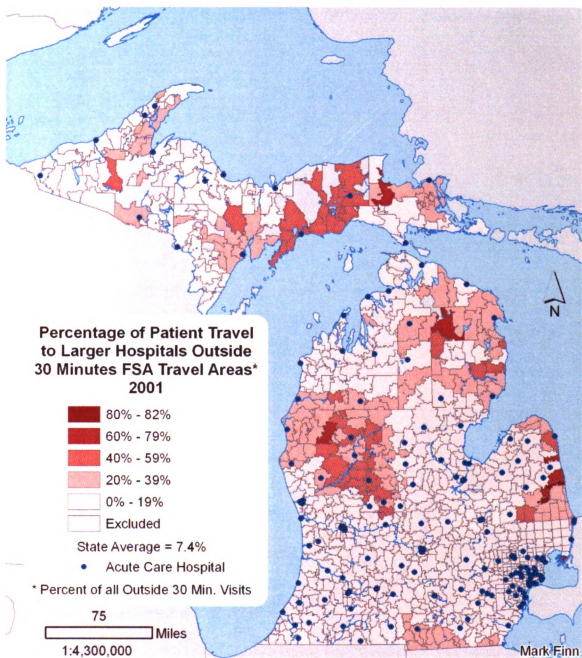 N
Percentage of Patient Travel
to Larger Hospitals Outside
30 Minutes FSA Travel Areas*
2001
80% - 82%
60% - 79%
40% - 59%
20% - 39%
0% - 19%
Excluded
State Average = 7.4%
Acute Care Hospital
* Percent of all Outside 30 Min. Visits
75
Miles
1:4,300,000
Mark Finn